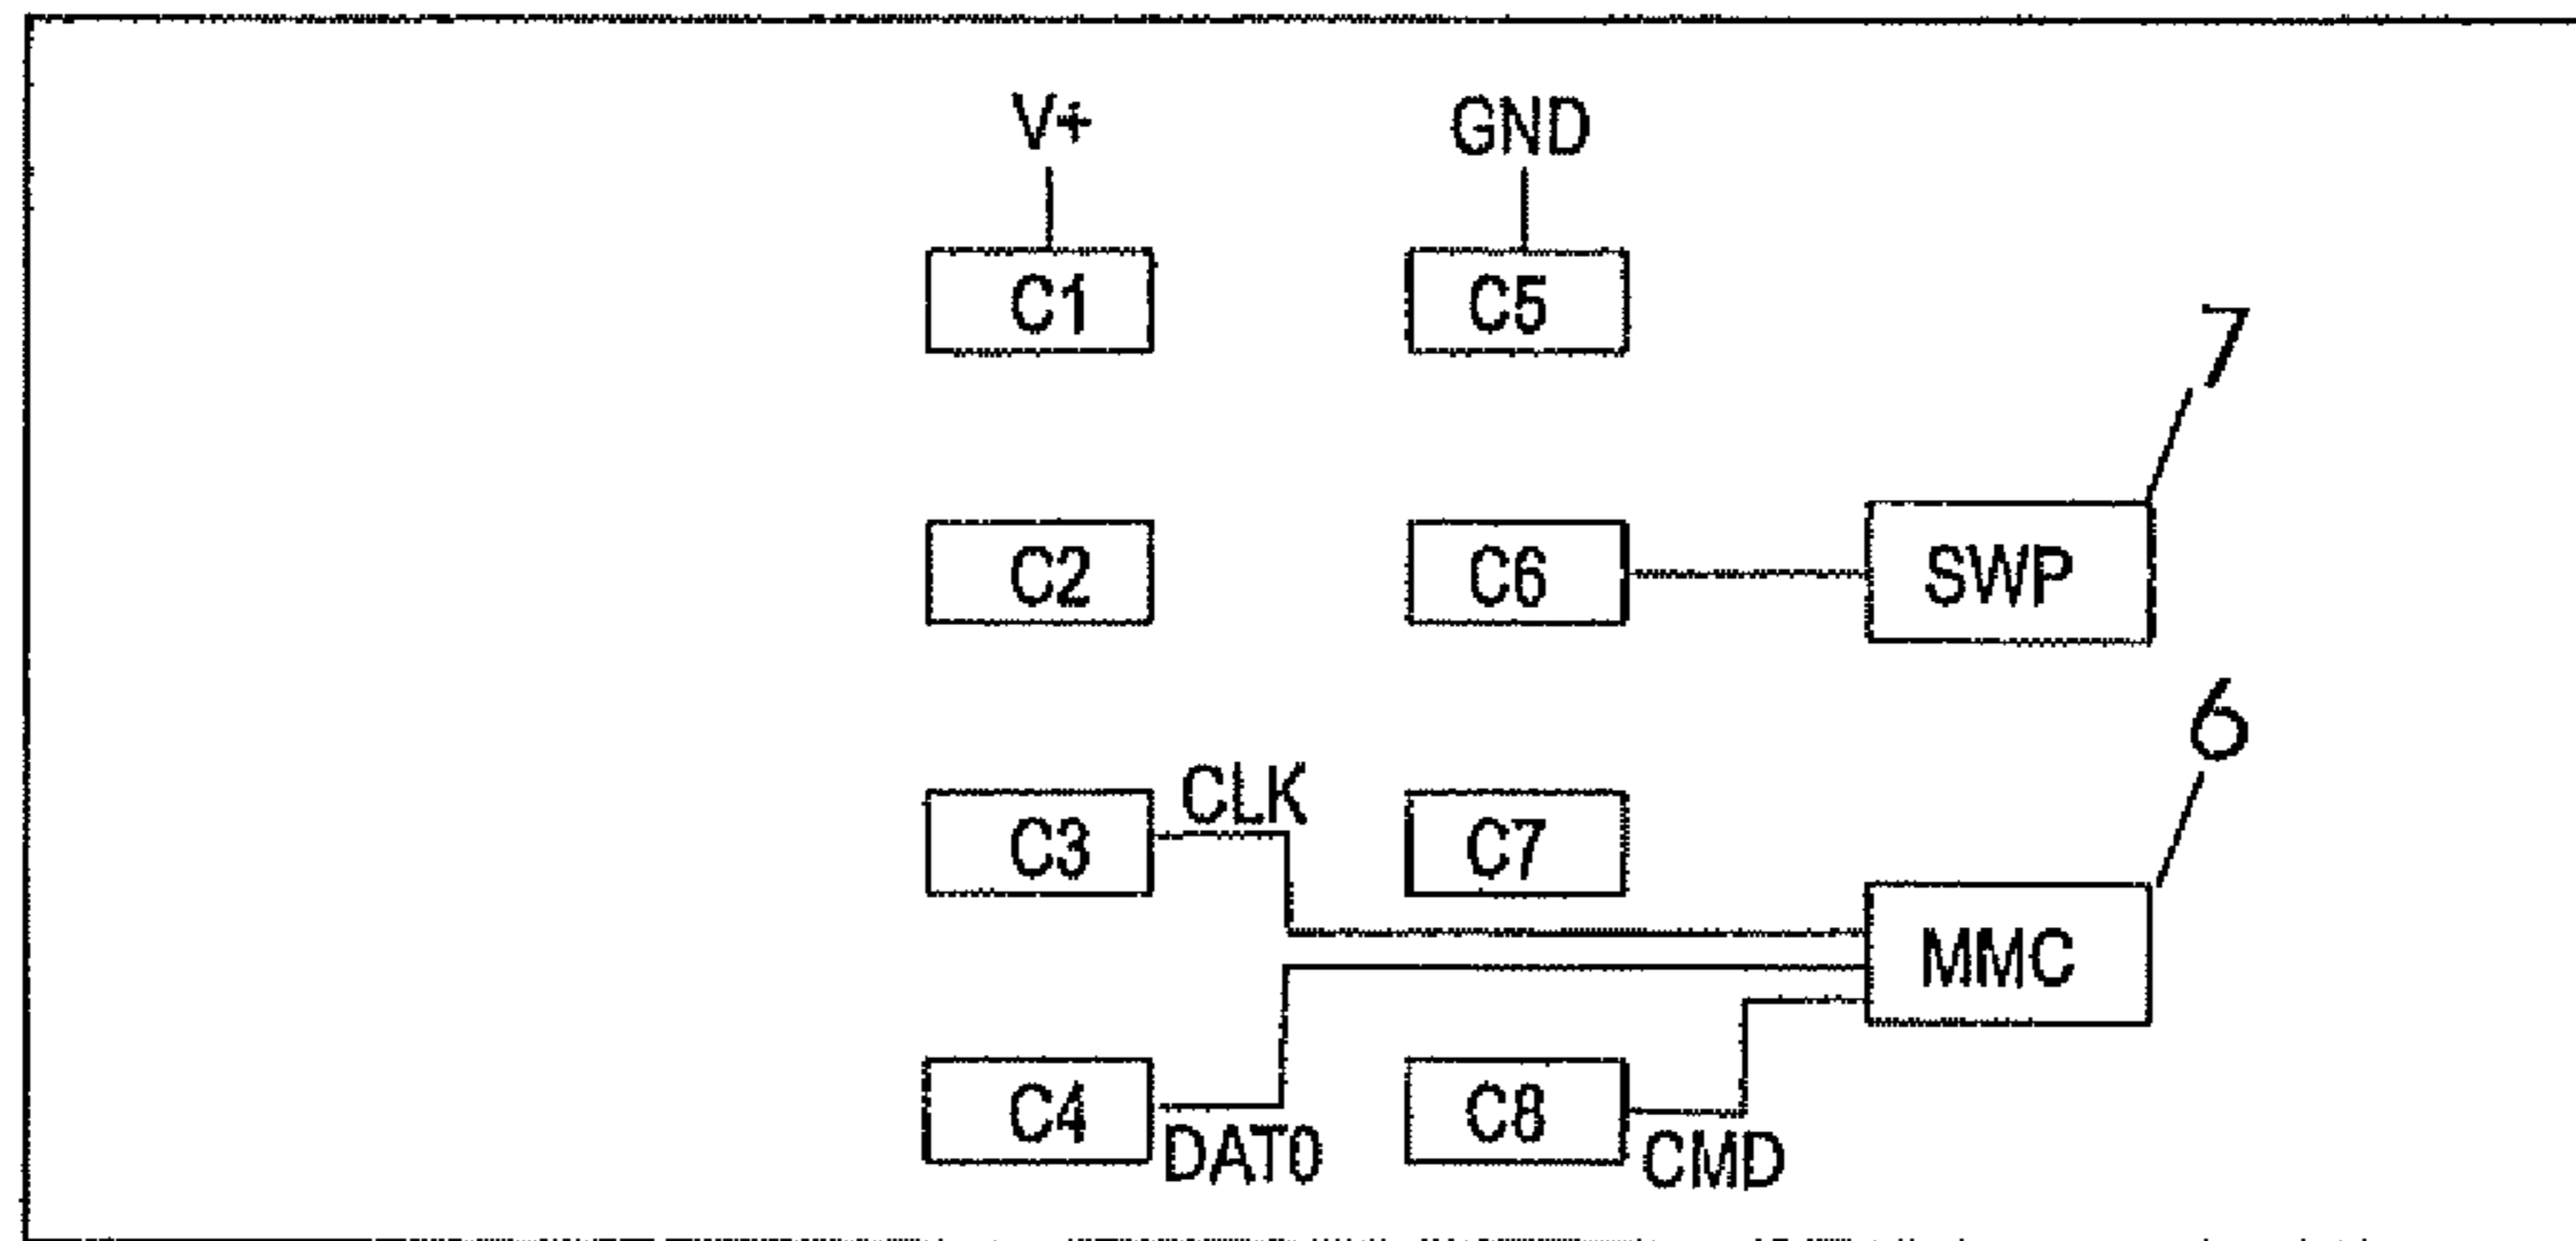 V+ GND
C1 C5
7
C2 C6 SWP
6
CLK
C3 C7
MMC
C4 C8
DAT0 CMD